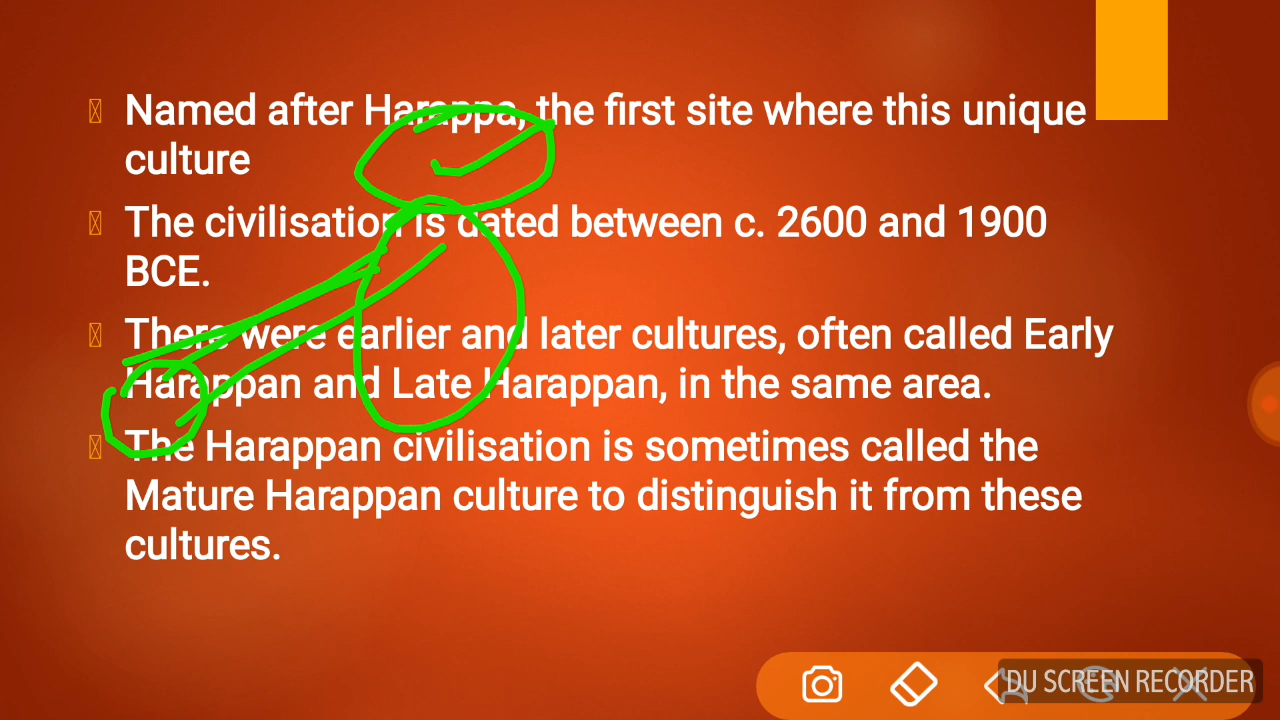 Named after Harappa, the first site where this unique
culture
The civilisation is dated between c. 2600 and 1900
BCE.
There were earlier and later cultures, often called Early
Harappan and Late Harappan, in the same area.
The Harappan civilisation is sometimes called the
Mature Harappan culture to distinguish it from these
cultures.
DU SCREEN RECORDER